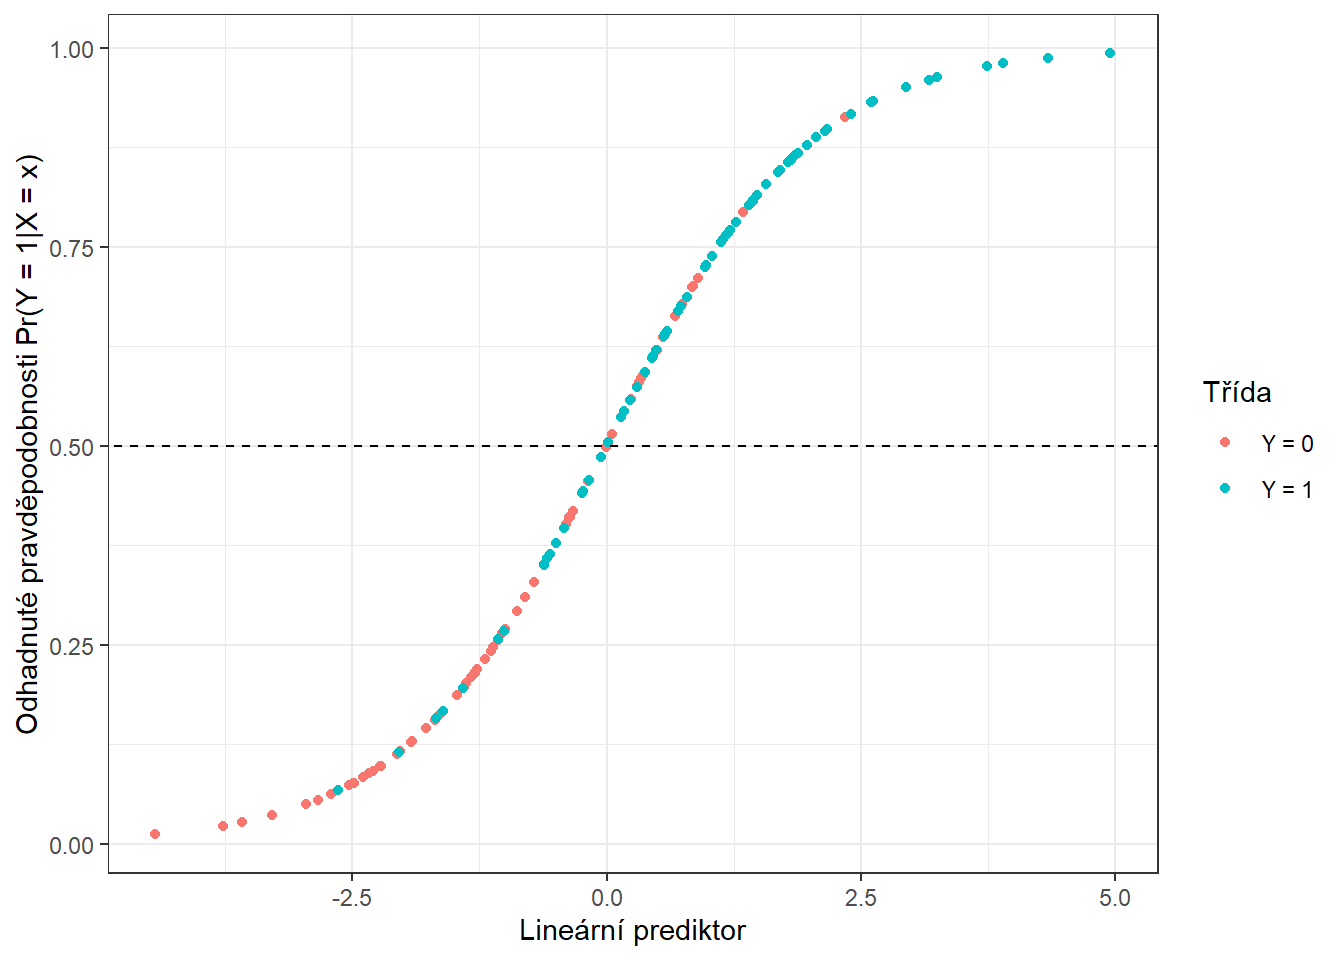 Odhadnuté pravděpodobnosti Pr(Y = 1|X = x)
1.00
0.75
0.50
0.25
0.00
-2.5
0.0
2.5
5.0
Lineární prediktor
Třída
Y = 0
Y = 1